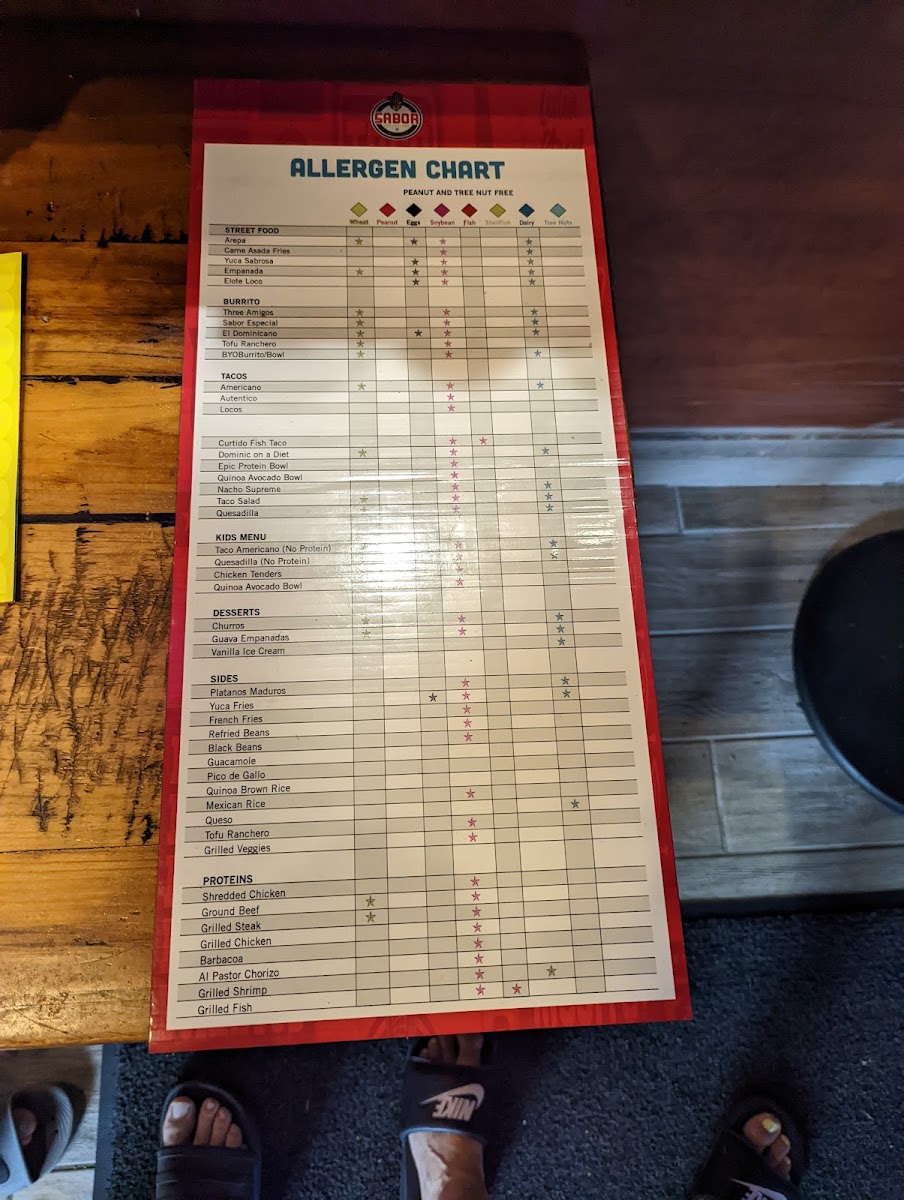 SABOR
ALLERGEN CHART
PEANUT AND TREE NUT FREE
Wheat Peanut Eggs Soybean Fish Shellfish Dairy Tree Nuts
STREET FOOD
Arepa
Carne Asada Fries
Yuca Sabrosa
Empanada
Elote Loco
BURRITO
Three Amigos
Sabor Especial
El Dominicano
Tofu Ranchero
BYOBurrito/Bowl
TACOS
Americano
Autentico
Locos
Curtido Fish Taco
Dominic on a Diet
Epic Protein Bowl
Quinoa Avocado Bowl
Nacho Supreme
Taco Salad
Quesadilla
KIDS MENU
Taco Americano (No Protein)
Quesadilla (No Protein)
Chicken Tenders
Quinoa Avocado Bowl
DESSERTS
Churros
Guava Empanadas
Vanilla Ice Cream
SIDES
Platanos Maduros
Yuca Fries
French Fries
Refried Beans
Black Beans
Guacamole
Pico de Gallo
Quinoa Brown Rice
Mexican Rice
Queso
Tofu Ranchero
Grilled Veggies
PROTEINS
Shredded Chicken
Ground Beef
Grilled Steak
Grilled Chicken
Barbacoa
Al Pastor Chorizo
Grilled Shrimp
Grilled Fish
NIKE